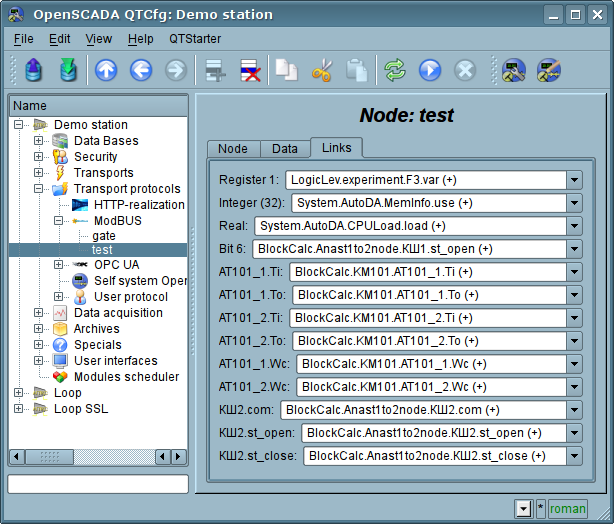 OpenSCADA QTCfg: Demo station
File Edit View Help QTStarter
Name
Demo station
Data Bases
Security
Transports
Transport protocols
HTTP-realization
ModBUS
gate
test
OPC UA
Self system Open
User protocol
Data acquisition
Archives
Specials
User interfaces
Modules scheduler
Loop
Loop SSL
Node: test
Node Data Links
Register 1: LogicLev.experiment.F3.var (+)
Integer (32): System.AutoDA.MemInfo.use (+)
Real: System.AutoDA.CPULoad.load (+)
Bit 6: BlockCalc.Anast1to2node.КШ1.st_open (+)
AT101_1.Ti: BlockCalc.KM101.AT101_1.Ti (+)
AT101_1.To: BlockCalc.KM101.AT101_1.To (+)
AT101_2.Ti: BlockCalc.KM101.AT101_2.Ti (+)
AT101_2.To: BlockCalc.KM101.AT101_2.To (+)
AT101_1.Wc: BlockCalc.KM101.AT101_1.Wc (+)
AT101_2.Wc: BlockCalc.KM101.AT101_2.Wc (+)
КШ2.com: BlockCalc.Anast1to2node.КШ2.com (+)
КШ2.st_open: BlockCalc.Anast1to2node.КШ2.st_open (+)
КШ2.st_close: BlockCalc.Anast1to2node.КШ2.st_close (+)
* roman